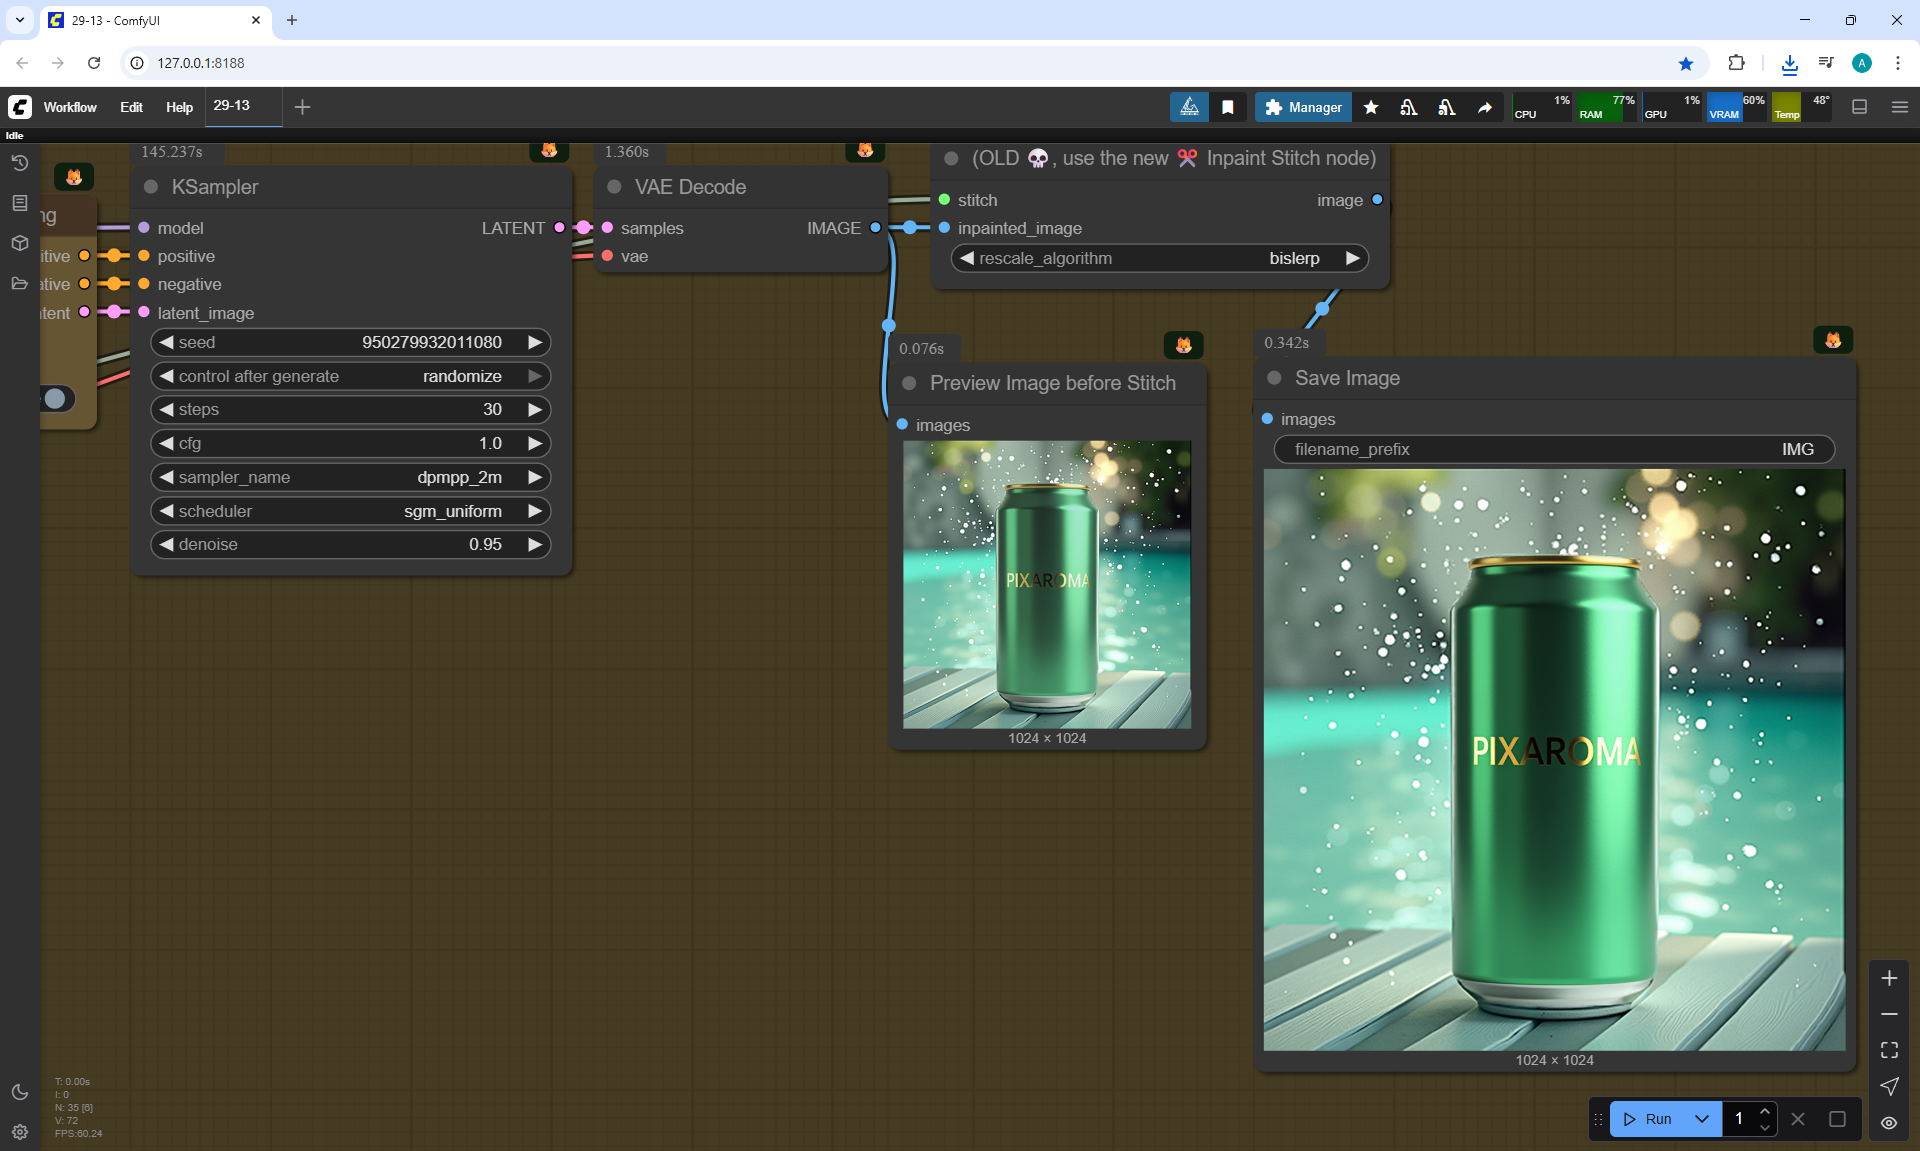 29-13 - ComfyUI
127.0.0.1:8188
A
Workflow
Edit
Help
29-13
Manager
CPU 1%
RAM 77%
GPU 1%
VRAM 60%
Temp 48°
Idle
145.237s
KSampler
model
LATENT
positive
negative
latent_image
seed 950279932011080
control after generate randomize
steps 30
cfg 1.0
sampler_name dpmpp_2m
scheduler sgm_uniform
denoise 0.95
1.360s
VAE Decode
samples
IMAGE
vae
(OLD 💀, use the new ✂️ Inpaint Stitch node)
stitch
image
inpainted_image
rescale_algorithm bislerp
0.076s
Preview Image before Stitch
images
PIXAROMA
1024 × 1024
0.342s
Save Image
images
filename_prefix IMG
PIXAROMA
1024 × 1024
T: 0.00s
I: 0
N: 35 [6]
V: 72
FPS:60.24
Run
1